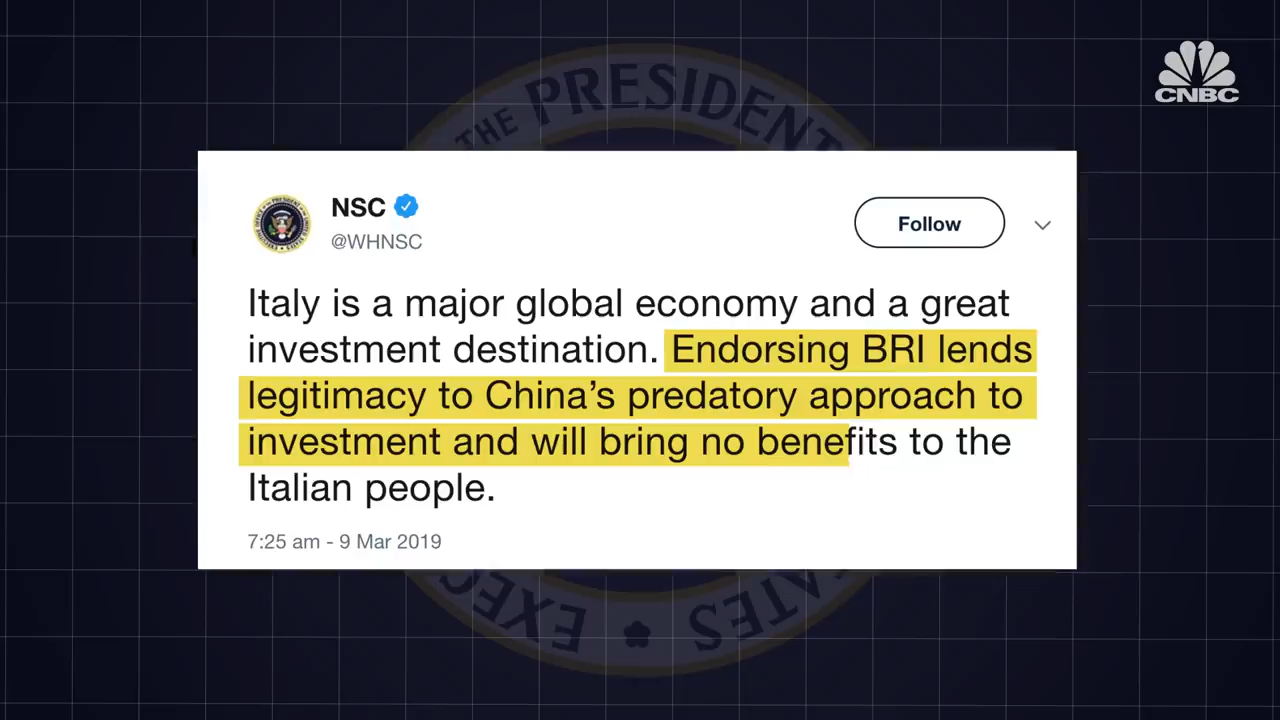 THE PRESIDENT
CNBC
NSC
@WHNSC
Follow
Italy is a major global economy and a great
investment destination. Endorsing BRI lends
legitimacy to China’s predatory approach to
investment and will bring no benefits to the
Italian people.
7:25 am - 9 Mar 2019